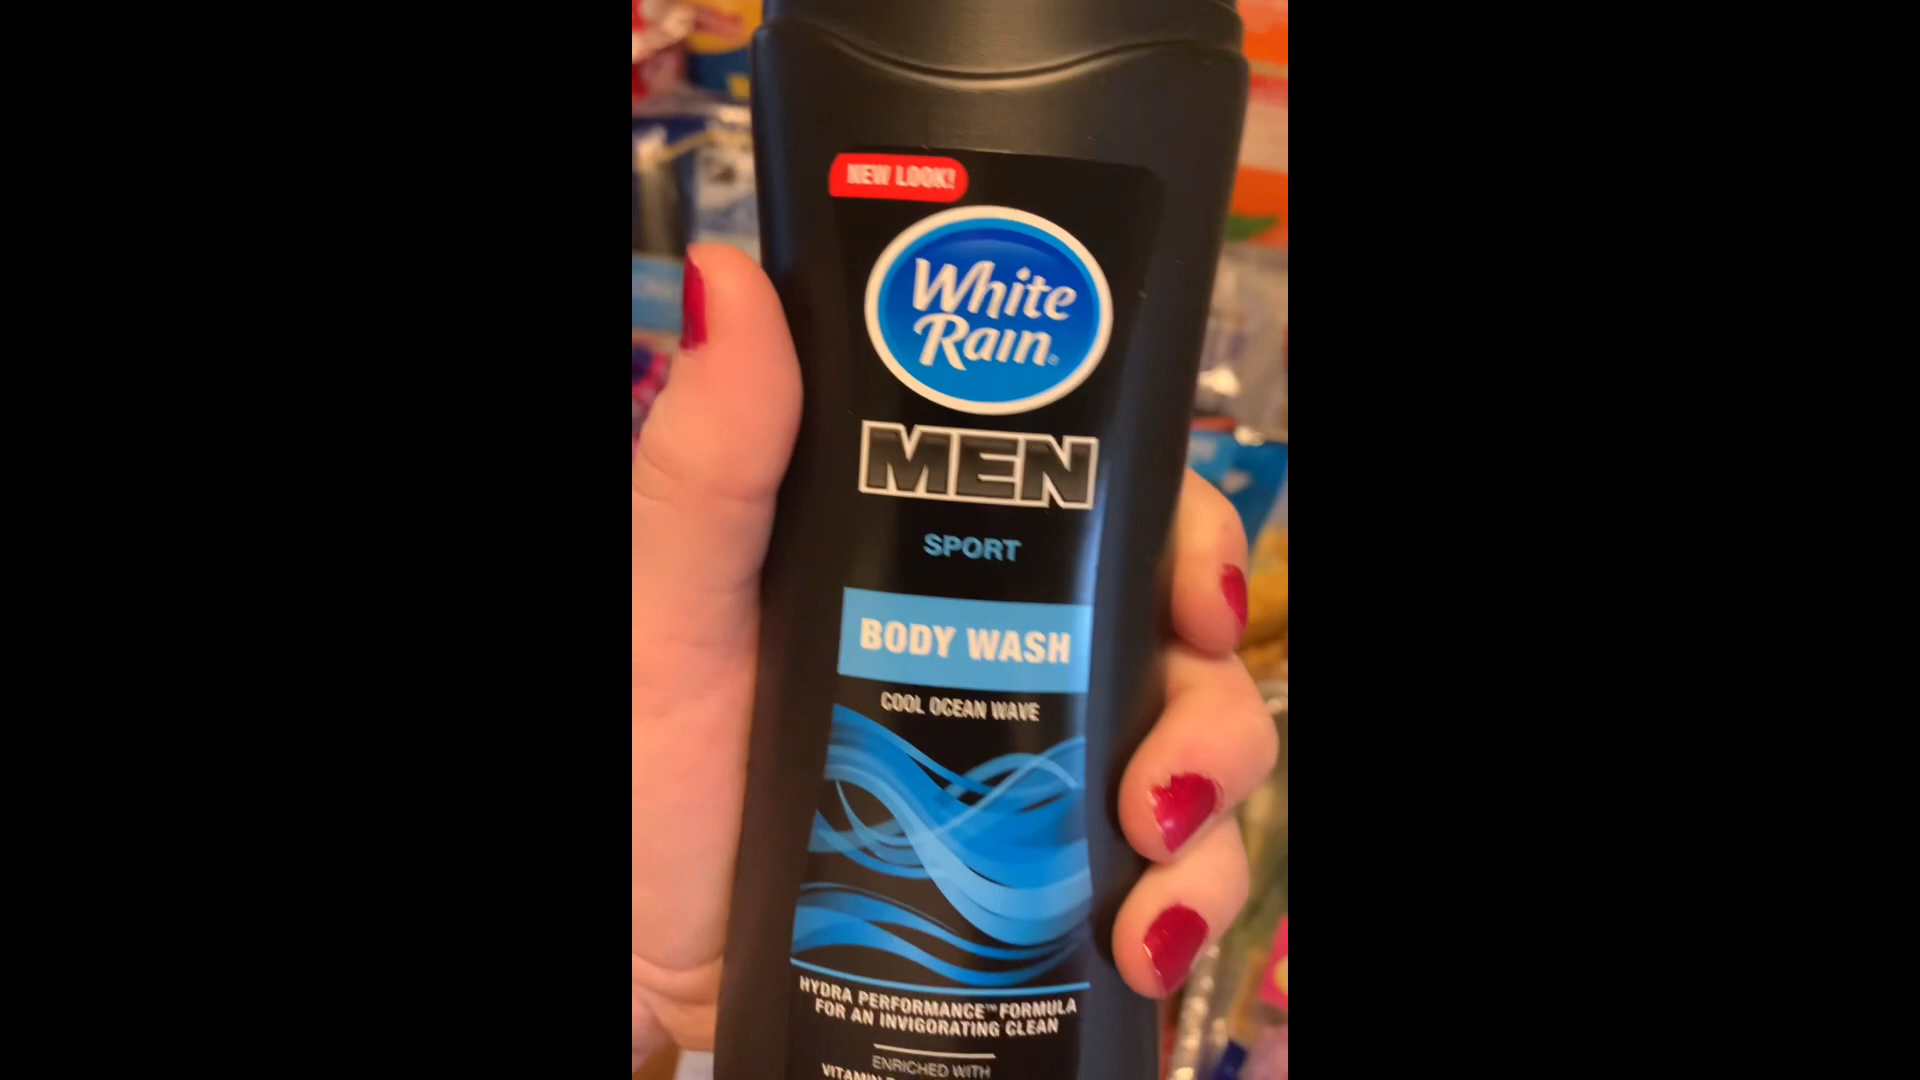 NEW LOOK!
White
Rain
MEN
SPORT
BODY WASH
COOL OCEAN WAVE
HYDRA PERFORMANCE™ FORMULA
FOR AN INVIGORATING CLEAN
ENRICHED WITH
VITAMIN